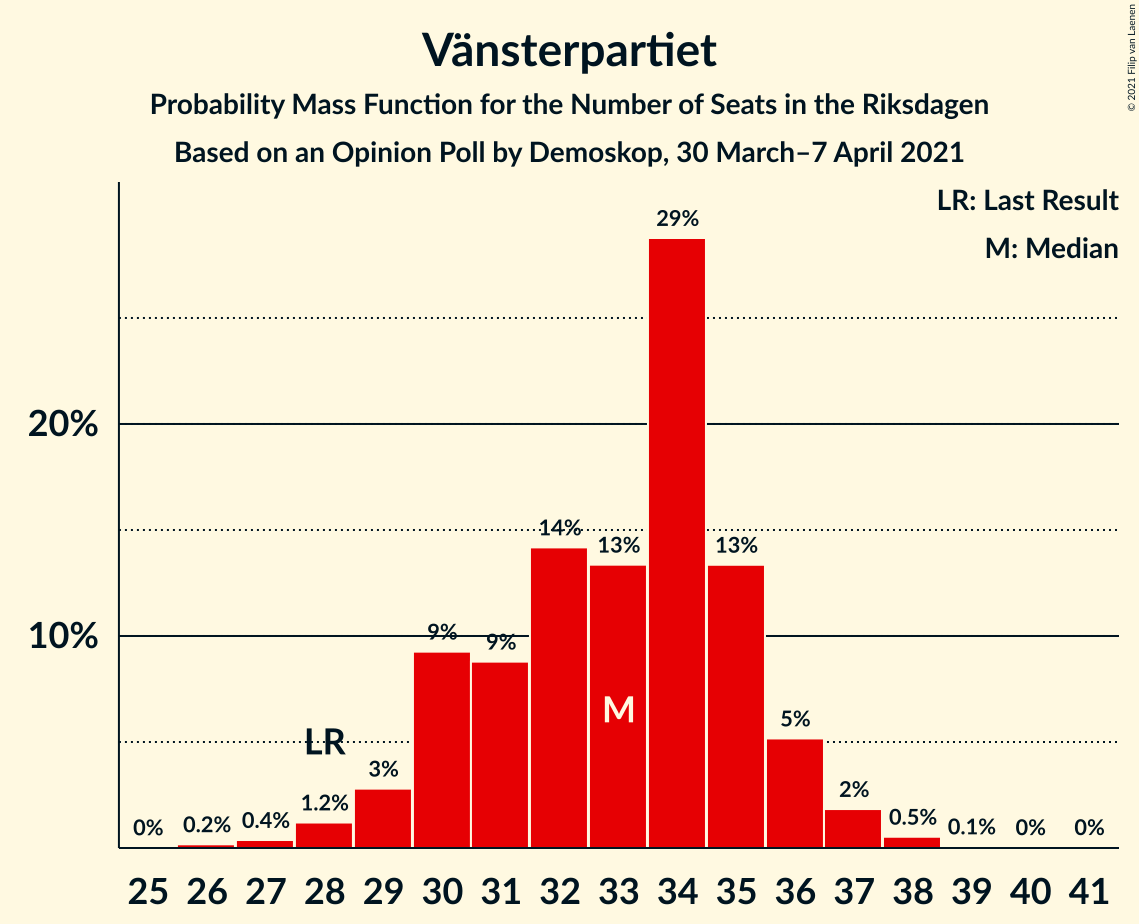 Vänsterpartiet
Probability Mass Function for the Number of Seats in the Riksdagen
Based on an Opinion Poll by Demoskop, 30 March–7 April 2021
© 2021 Filip van Laenen
LR: Last Result
M: Median
29%
20%
14%
13%
13%
10%
9%
9%
M
5%
LR
3%
2%
1.2%
0.5%
0.4%
0.2%
0%
0.1%
0%
0%
25 26 27 28 29 30 31 32 33 34 35 36 37 38 39 40 41